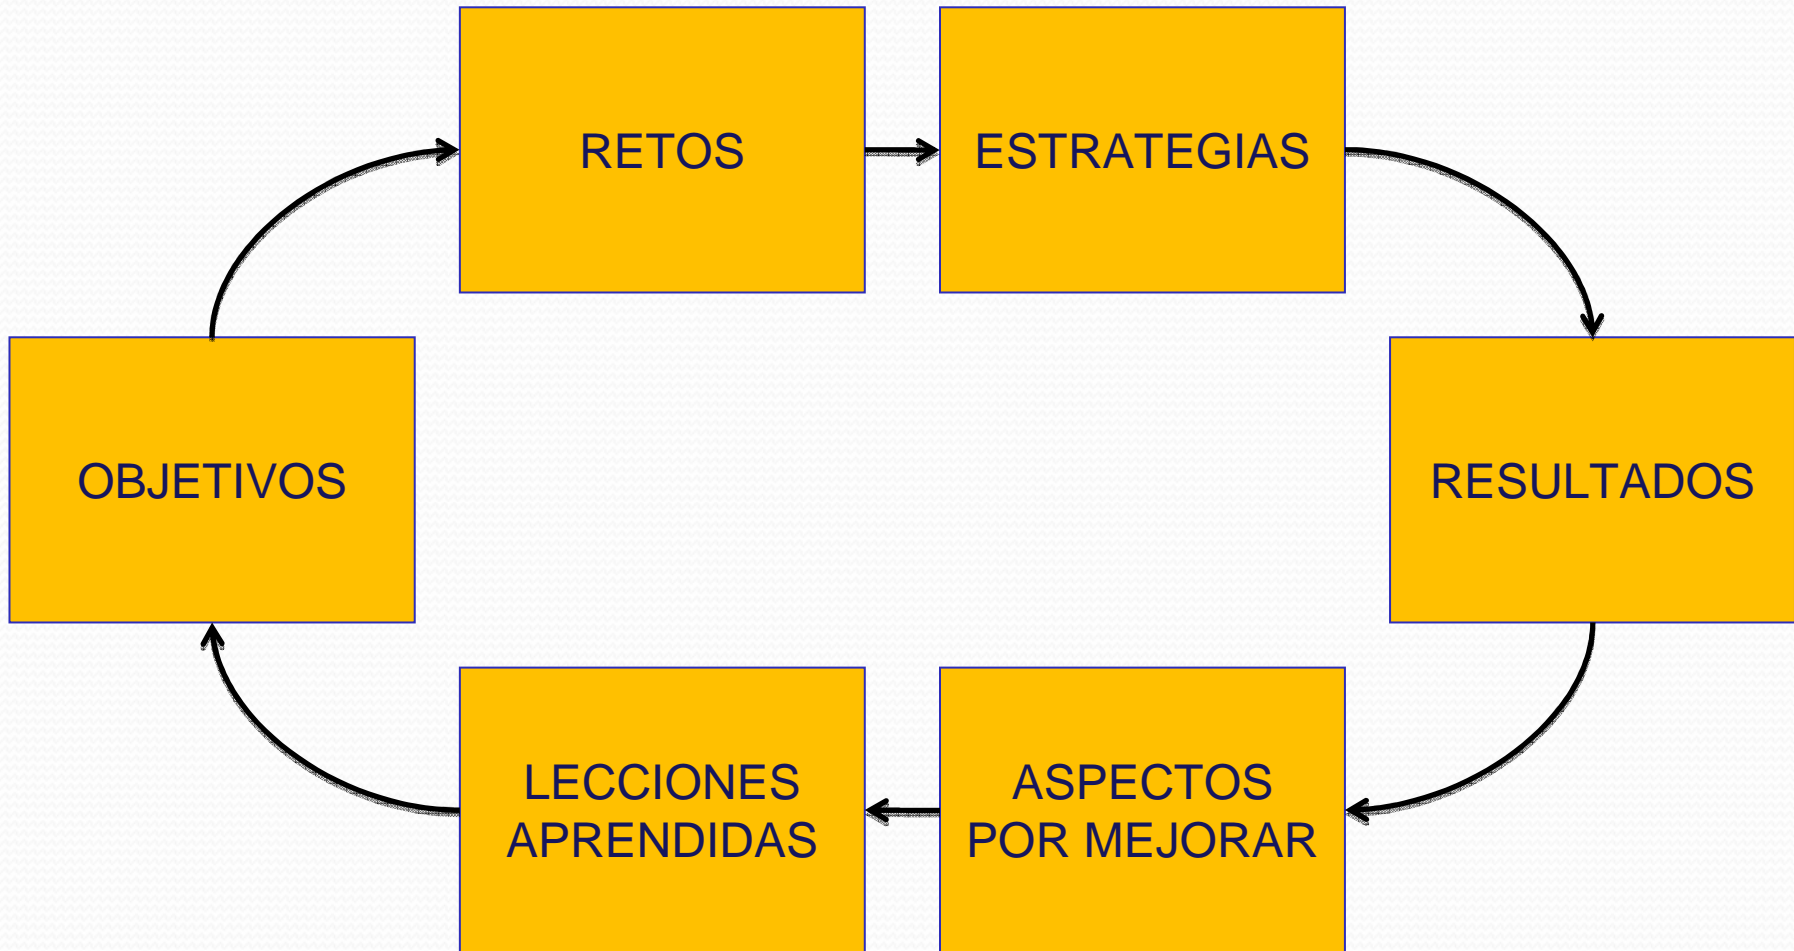 RETOS
ESTRATEGIAS
OBJETIVOS
RESULTADOS
LECCIONES
APRENDIDAS
ASPECTOS
POR MEJORAR